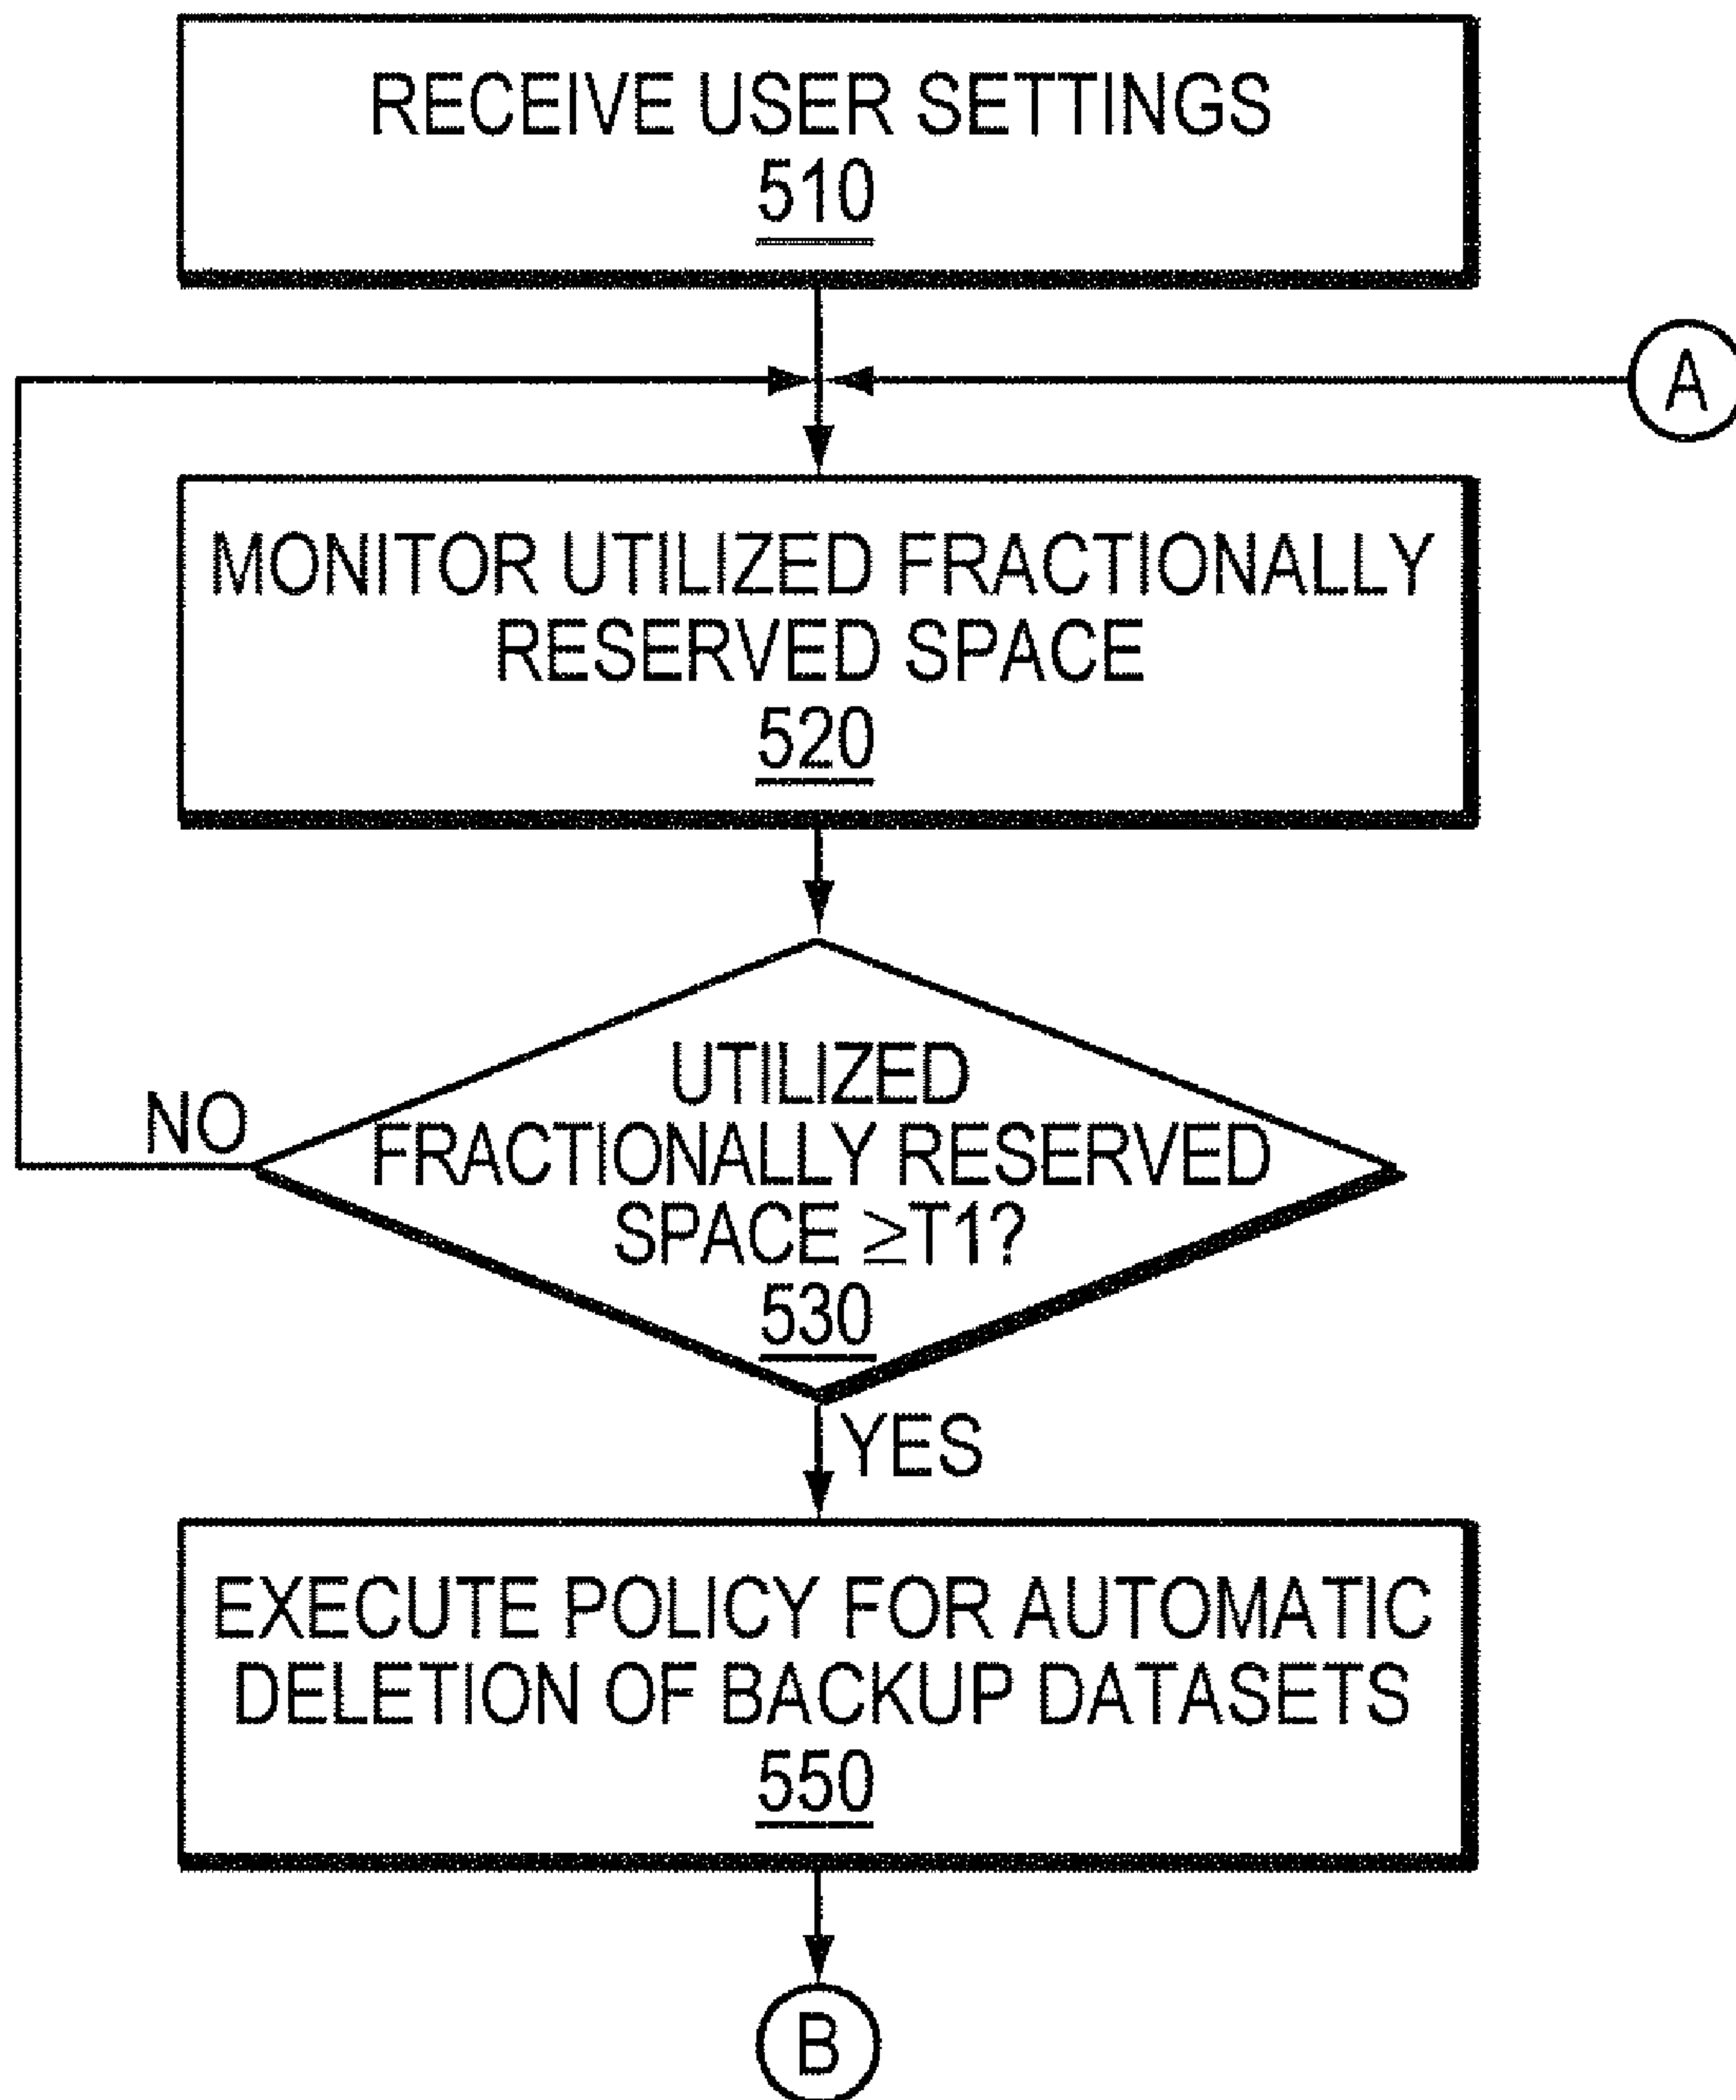 RECEIVE USER SETTINGS
510
A
MONITOR UTILIZED FRACTIONALLY
RESERVED SPACE
520
UTILIZED
FRACTIONALLY RESERVED
SPACE ≥T1?
530
NO
YES
EXECUTE POLICY FOR AUTOMATIC
DELETION OF BACKUP DATASETS
550
B